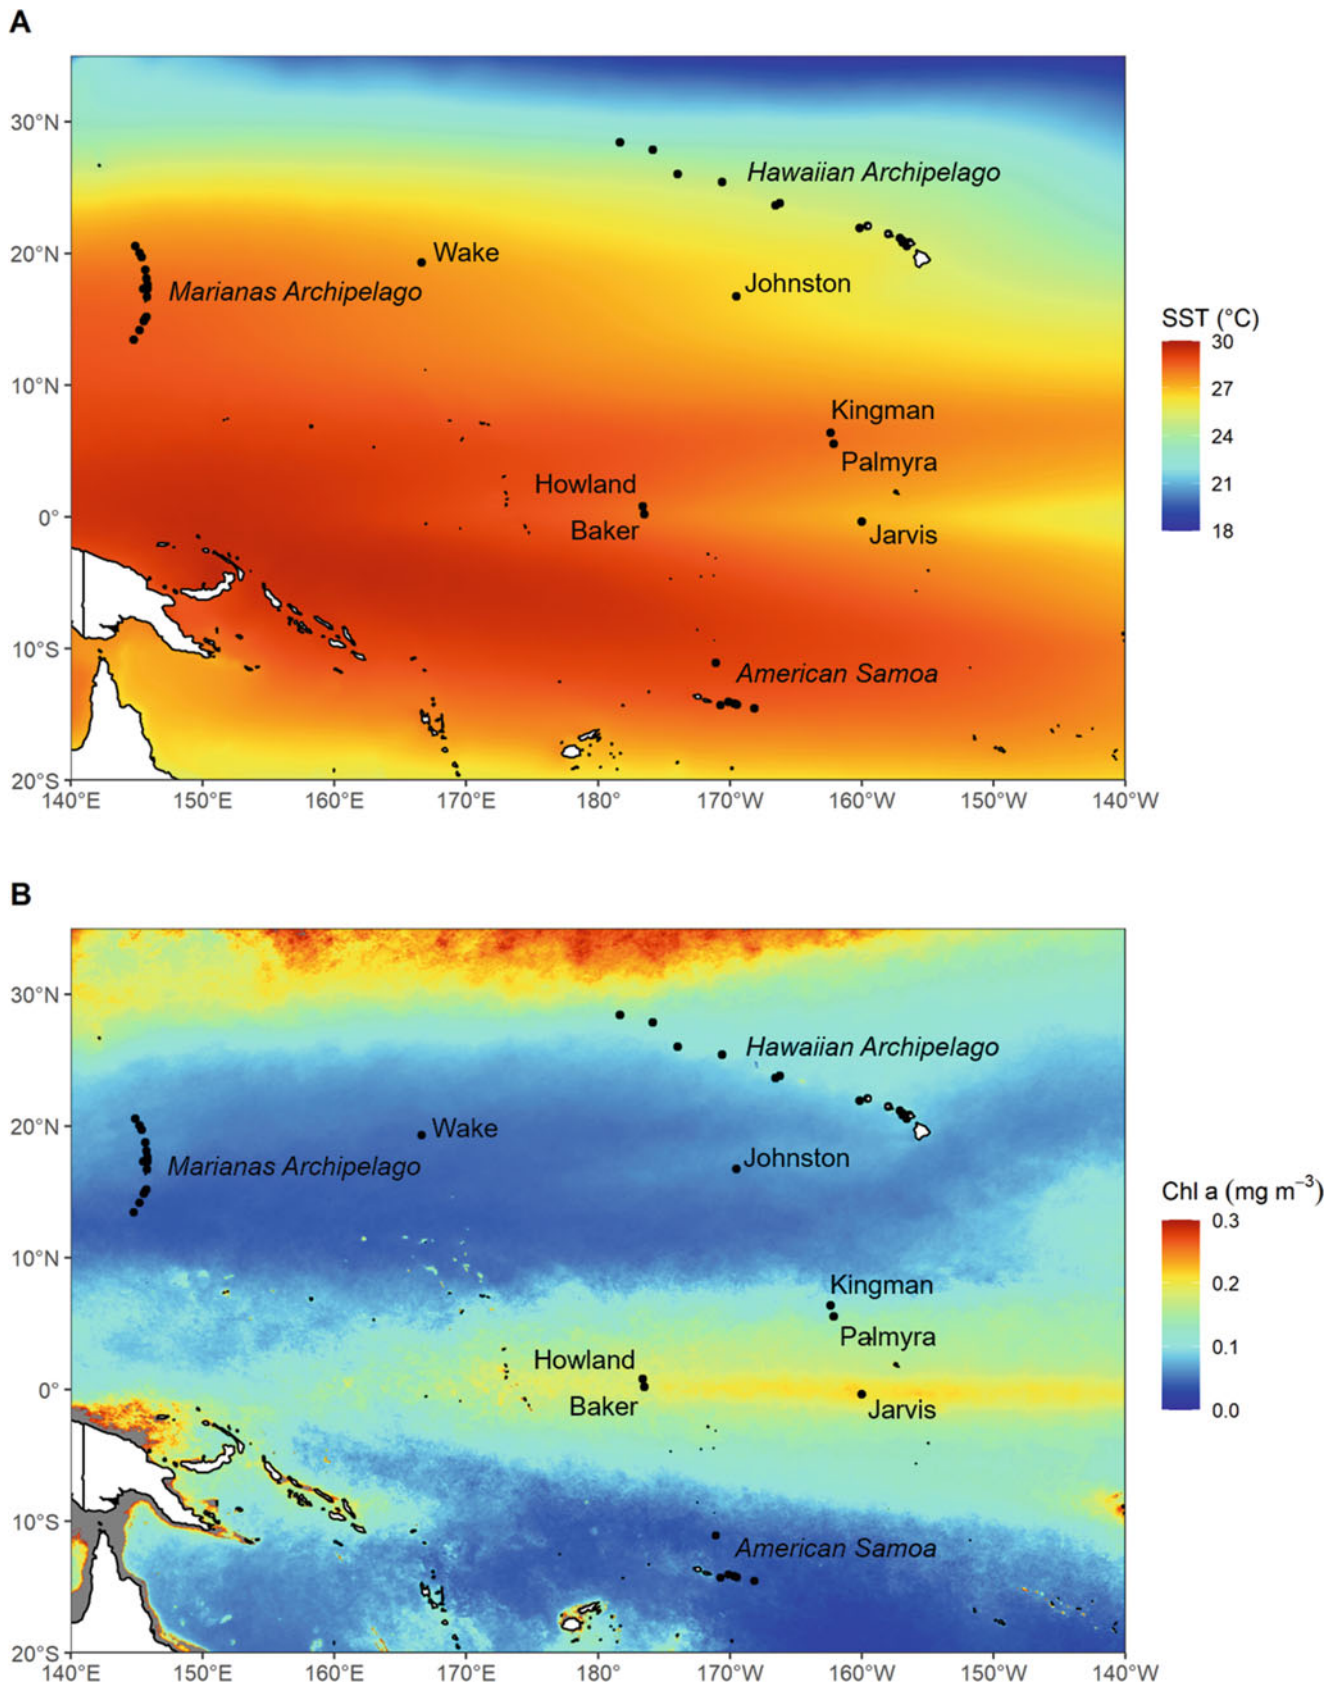 A
30°N
20°N
10°N
0°
10°S
20°S
140°E 150°E 160°E 170°E 180° 170°W 160°W 150°W 140°W
Hawaiian Archipelago
Wake
Marianas Archipelago
Johnston
Kingman
Palmyra
Howland
Baker
Jarvis
American Samoa
SST (°C)
30
27
24
21
18
B
30°N
20°N
10°N
0°
10°S
20°S
140°E 150°E 160°E 170°E 180° 170°W 160°W 150°W 140°W
Hawaiian Archipelago
Wake
Marianas Archipelago
Johnston
Kingman
Palmyra
Howland
Baker
Jarvis
American Samoa
Chl a (mg m⁻³)
0.3
0.2
0.1
0.0